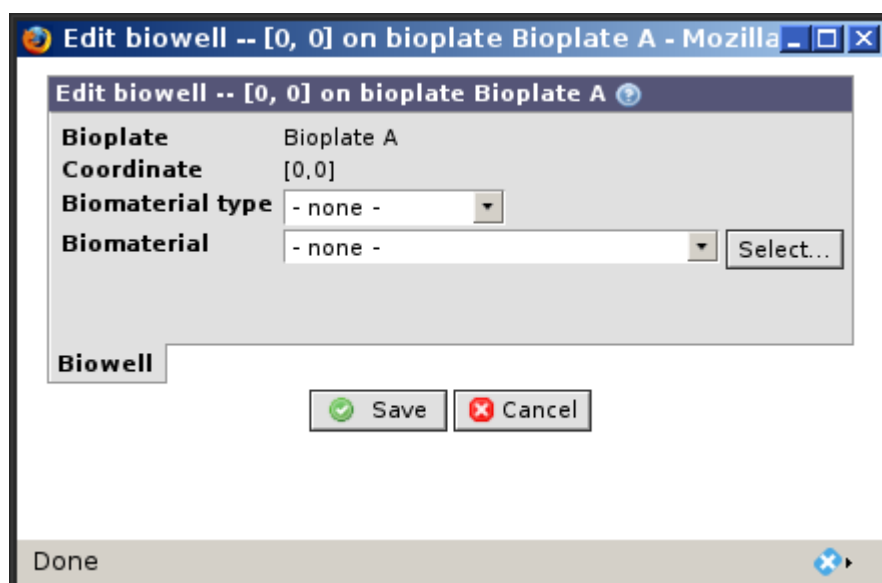 Edit biowell -- [0, 0] on bioplate Bioplate A - Mozilla
Edit biowell -- [0, 0] on bioplate Bioplate A ?
Bioplate Bioplate A
Coordinate [0,0]
Biomaterial type - none -
Biomaterial - none - Select...
Biowell
Save Cancel
Done